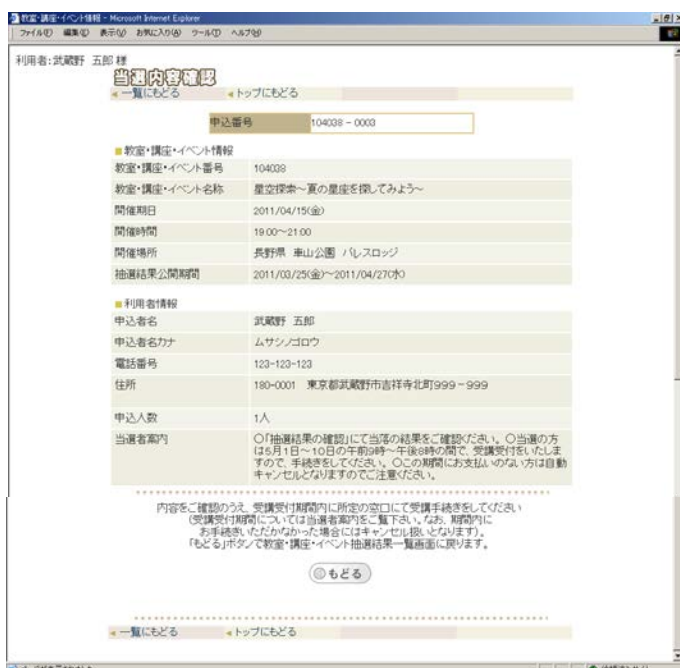 教室・講座・イベント情報 - Microsoft Internet Explorer
ファイル(F) 編集(E) 表示(V) お気に入り(A) ツール(T) ヘルプ(H)
利用者:武蔵野 五郎 様
当選内容確認
一覧にもどる トップにもどる
申込番号 104038 - 0003
■教室・講座・イベント情報
教室・講座・イベント番号 104038
教室・講座・イベント名称 星空探索～夏の星座を探してみよう～
開催期日 2011/04/15(金)
開催時間 19:00～21:00
開催場所 長野県 車山公園 パレスロッジ
抽選結果公開期間 2011/03/25(金)～2011/04/27(水)
■利用者情報
申込者名 武蔵野 五郎
申込者名カナ ムサシノゴロウ
電話番号 123-123-123
住所 180-0001 東京都武蔵野市吉祥寺北町999－999
申込人数 1人
当選者案内 ○「抽選結果の確認」にて当落の結果をご確認ください。○当選の方
は5月1日～10日の午前9時～午後8時の間で、受講受付をいたしま
すので、手続きをしてください。○この期間にお支払いのない方は自動
キャンセルとなりますのでご注意ください。
内容をご確認のうえ、受講受付期間内に所定の窓口にて受講手続きをしてください
(受講受付期間については当選者案内をご覧下さい。なお、期間内に
お手続きいただかなかった場合にはキャンセル扱いとなります)。
「もどる」ボタンで教室・講座・イベント抽選結果一覧画面に戻ります。
もどる
一覧にもどる トップにもどる